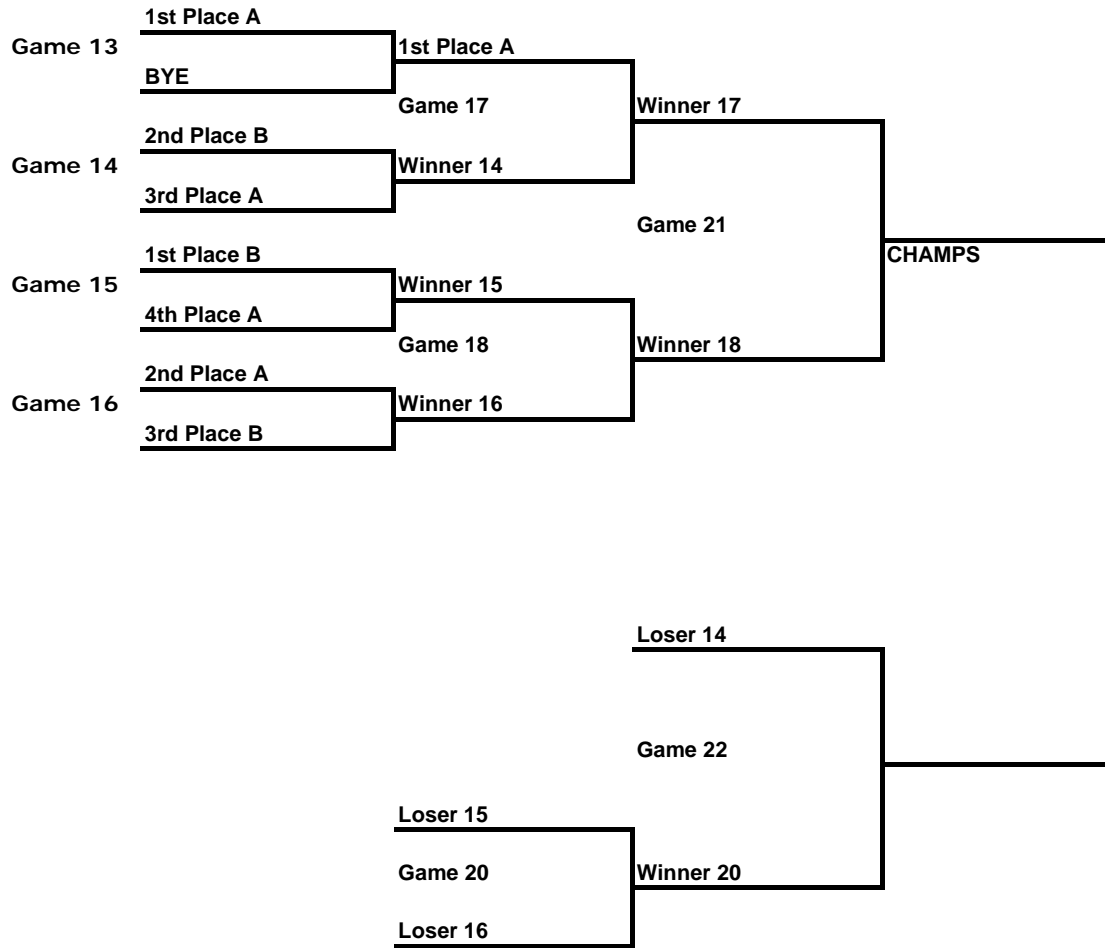 1st Place A
Game 13
1st Place A
BYE
Game 17
Winner 17
2nd Place B
Game 14
Winner 14
3rd Place A
Game 21
1st Place B
CHAMPS
Game 15
Winner 15
4th Place A
Game 18
Winner 18
2nd Place A
Game 16
Winner 16
3rd Place B
Loser 14
Game 22
Loser 15
Game 20
Winner 20
Loser 16